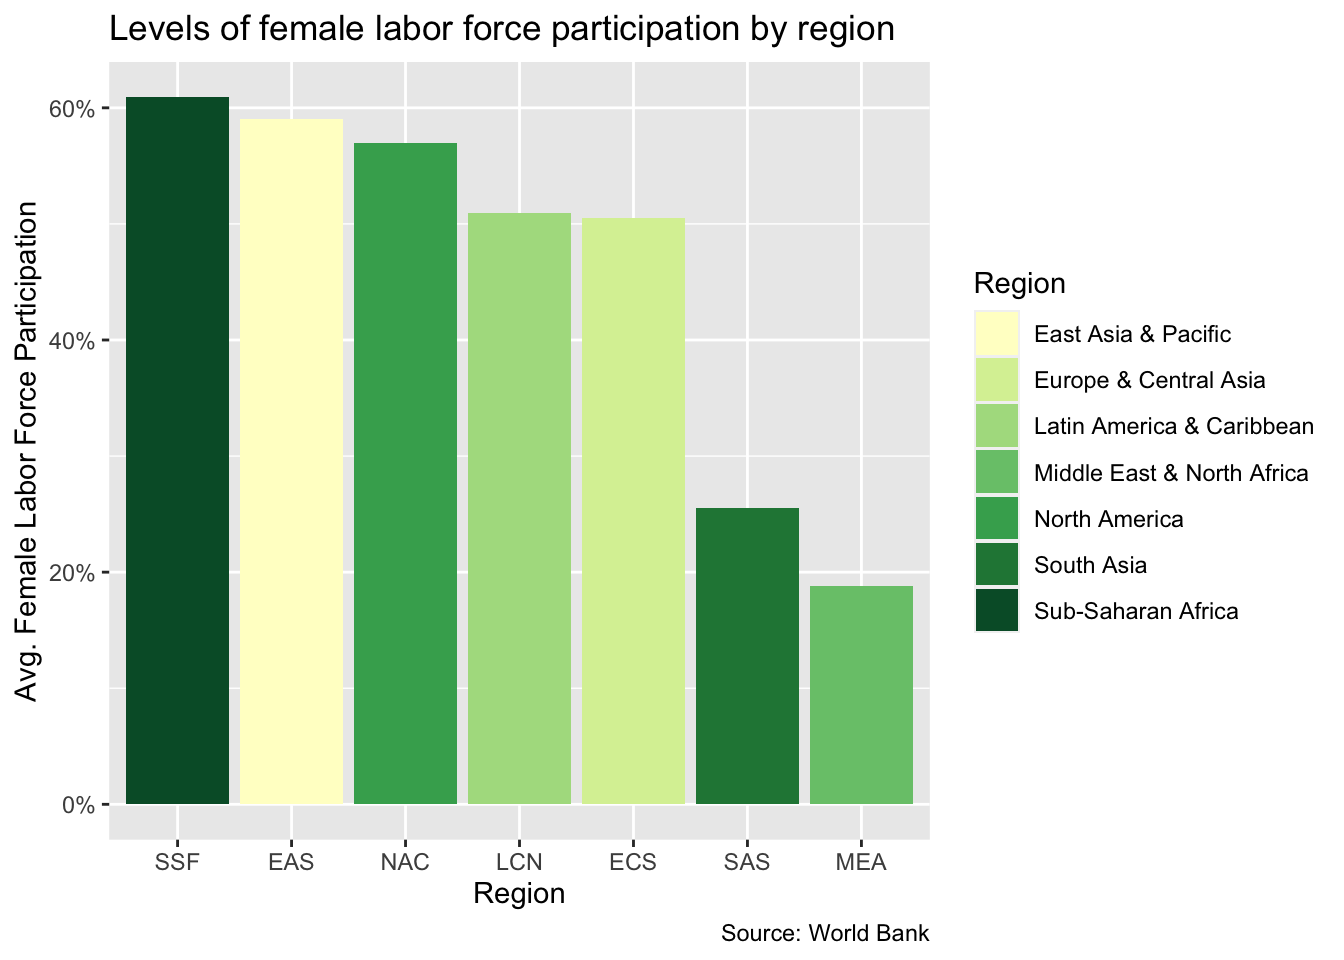 Levels of female labor force participation by region
Avg. Female Labor Force Participation
60%
40%
20%
0%
SSF
EAS
NAC
LCN
ECS
SAS
MEA
Region
Source: World Bank
Region
East Asia & Pacific
Europe & Central Asia
Latin America & Caribbean
Middle East & North Africa
North America
South Asia
Sub-Saharan Africa